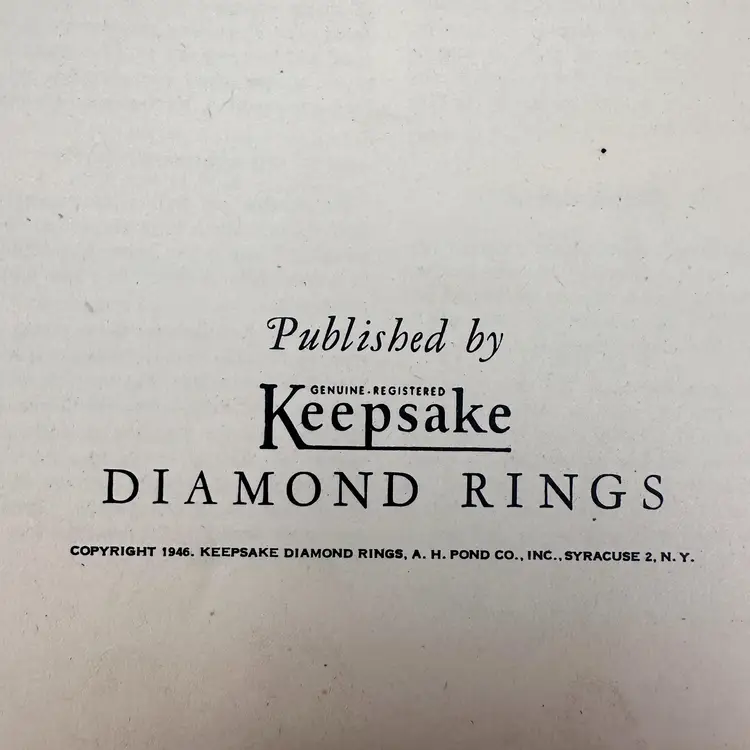 Published by
GENUINE-REGISTERED
Keepsake
DIAMOND RINGS
COPYRIGHT 1946. KEEPSAKE DIAMOND RINGS, A. H. POND CO., INC., SYRACUSE 2, N. Y.